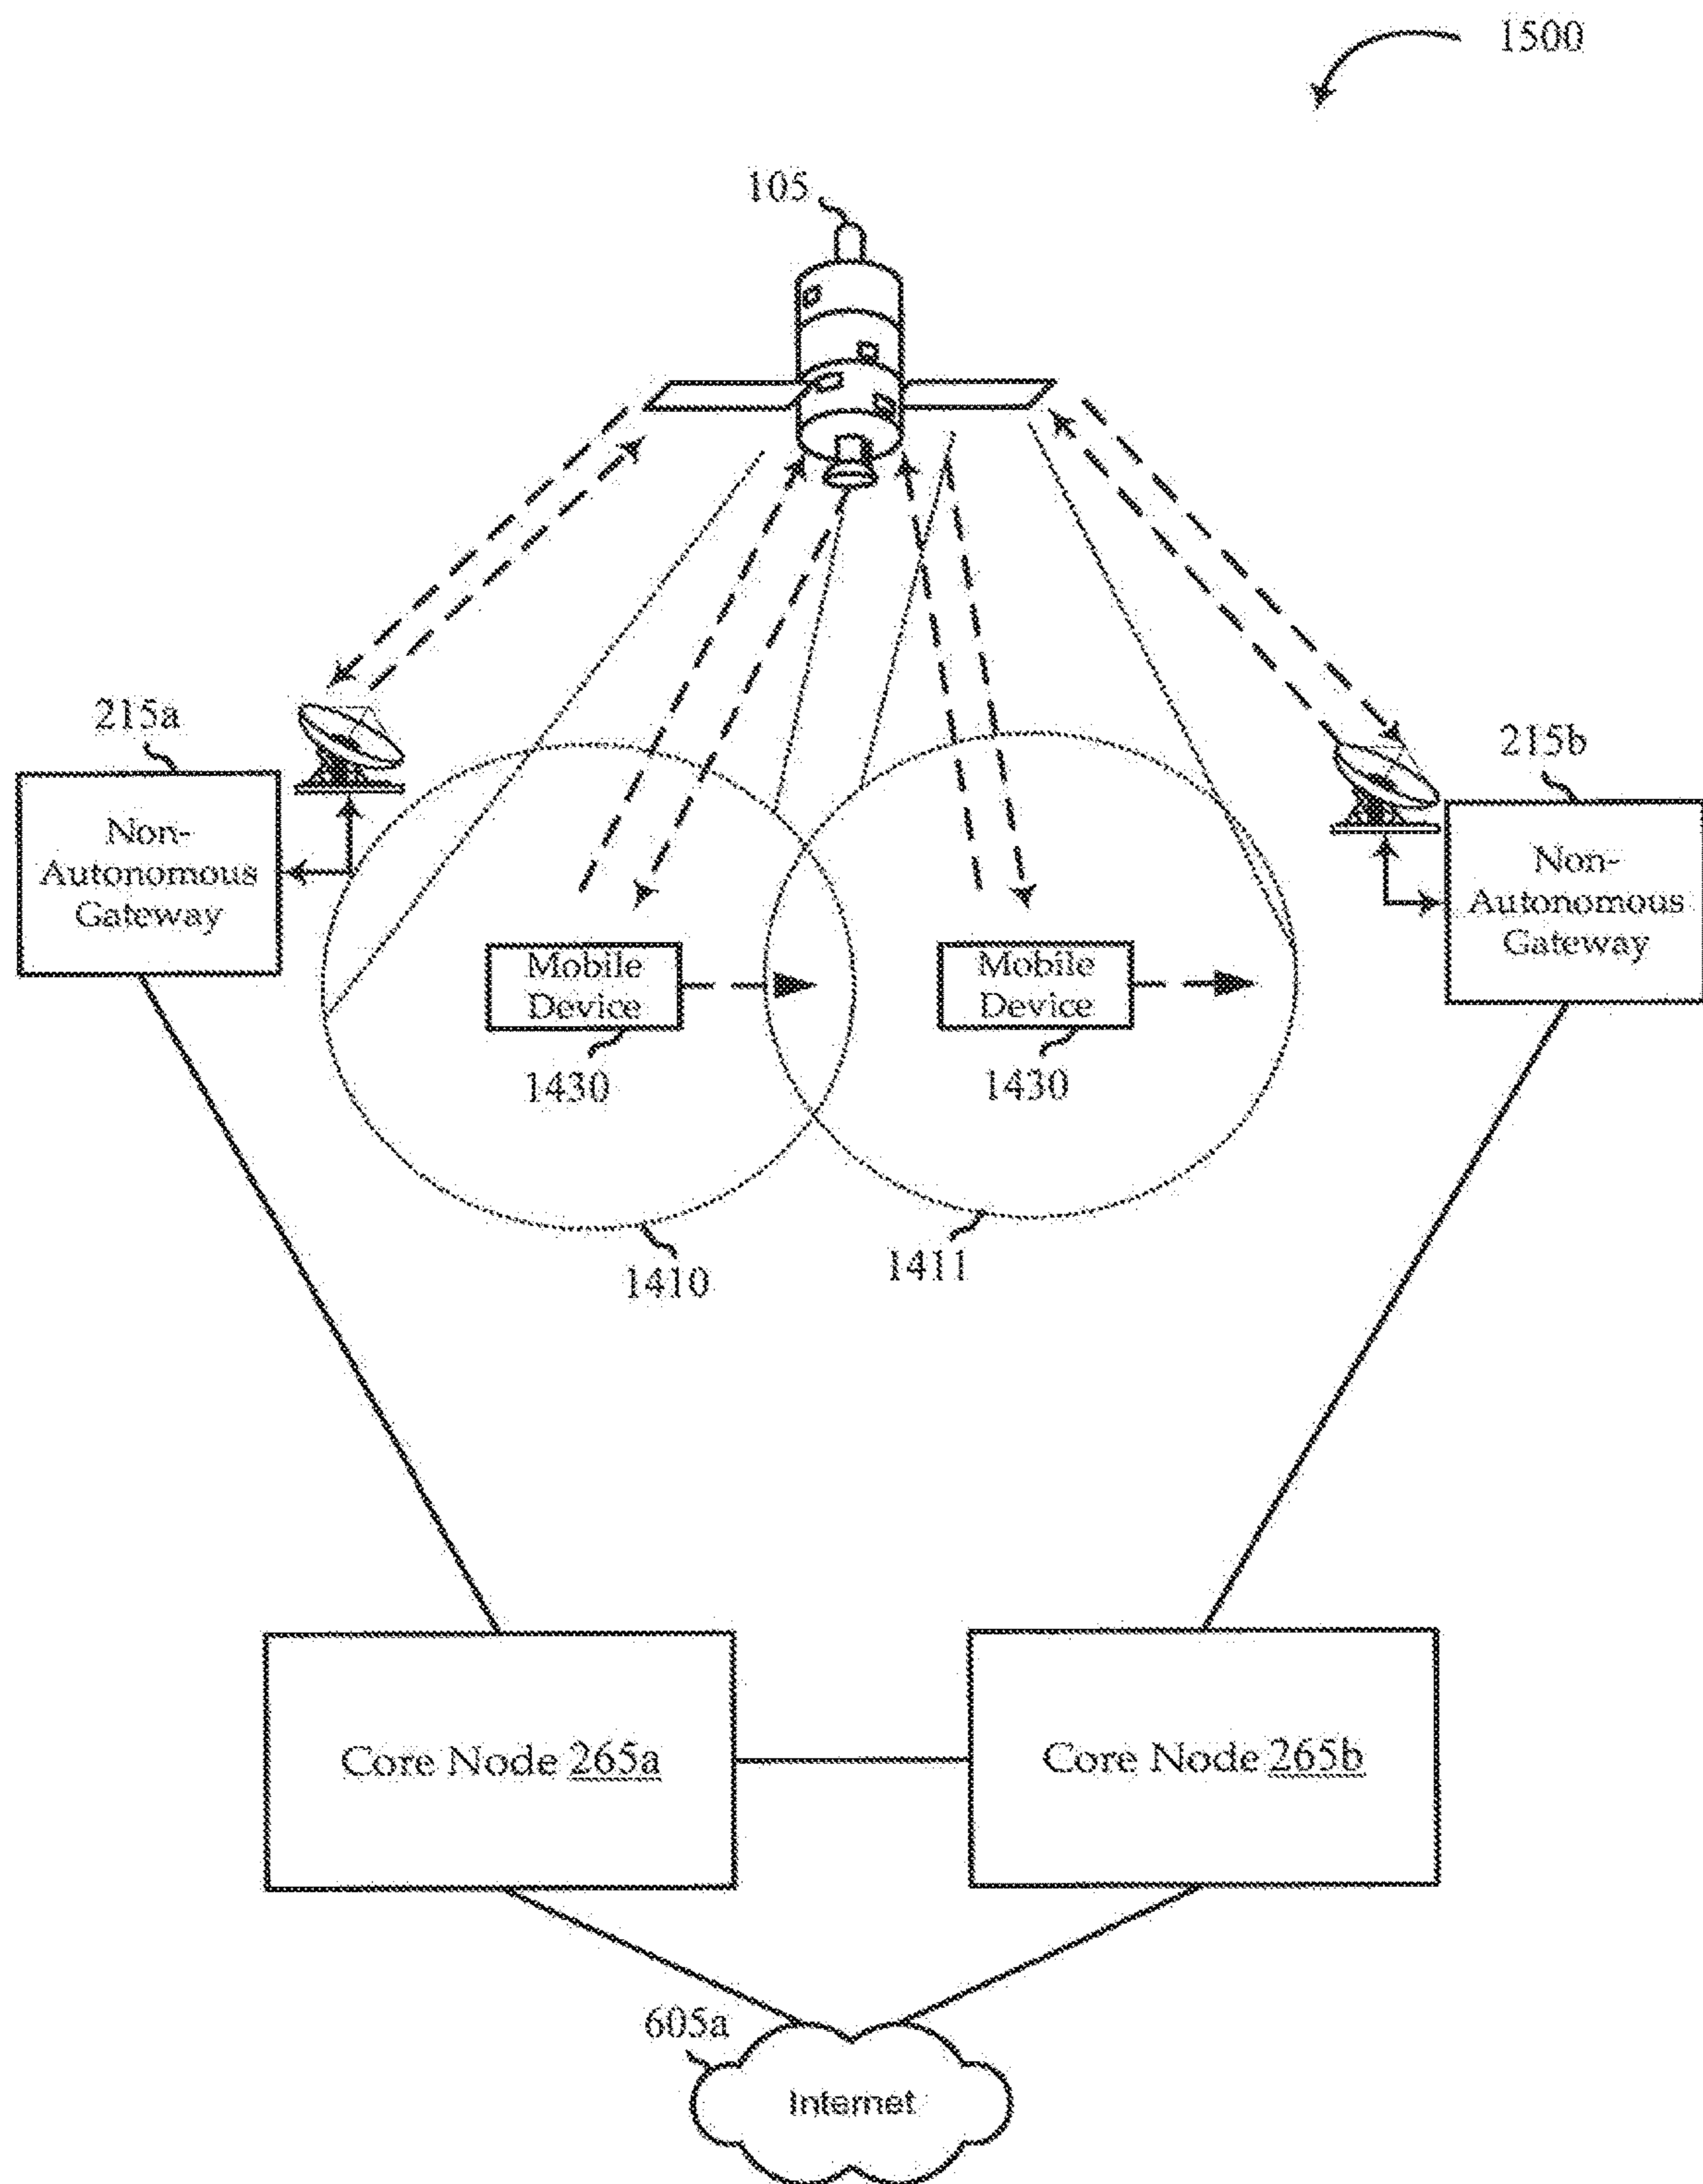 1500
105
215a
215b
Non-
Autonomous
Gateway
Non-
Autonomous
Gateway
Mobile
Device
Mobile
Device
1430
1430
1410
1411
Core Node 265a
Core Node 265b
605a
Internet